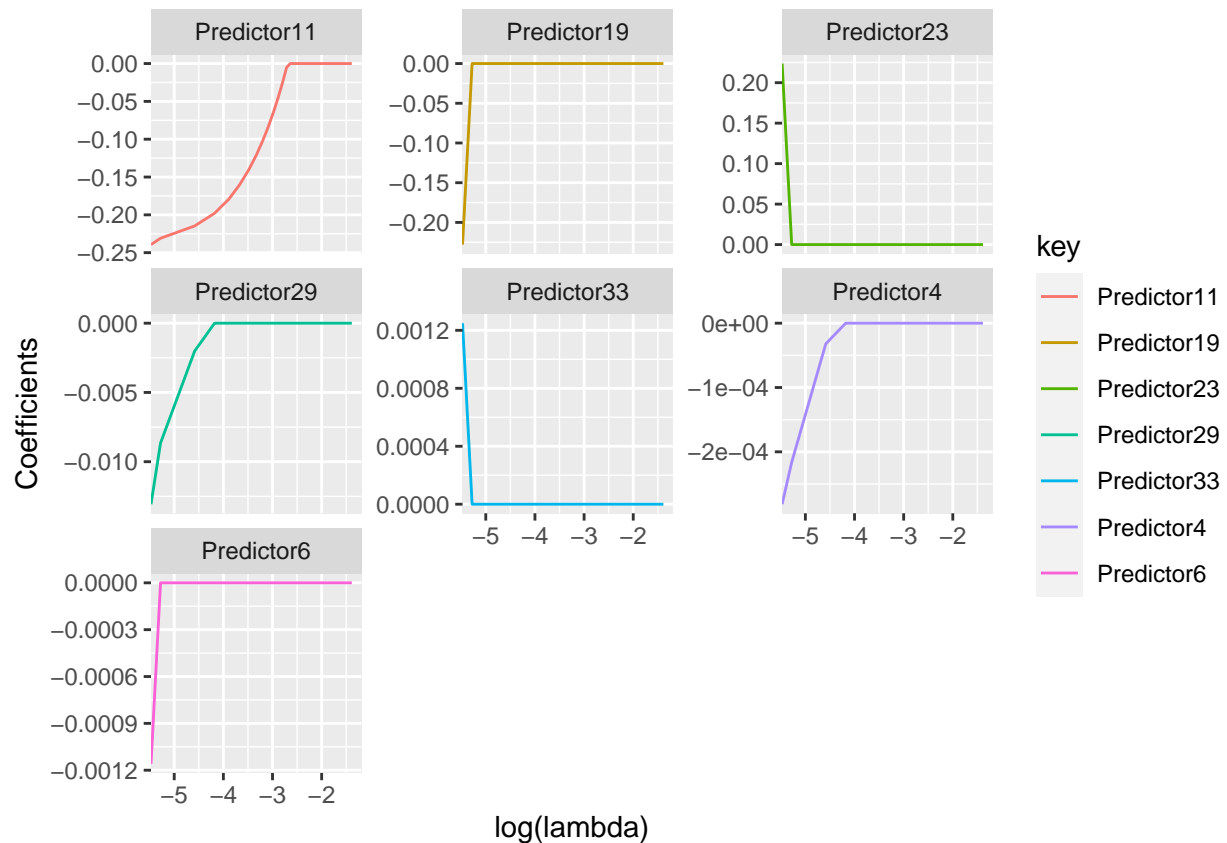 Predictor11
Predictor19
Predictor23
0.00
−0.05
−0.10
−0.15
−0.20
−0.25
0.00
−0.05
−0.10
−0.15
−0.20
0.20
0.15
0.10
0.05
0.00
Predictor29
Predictor33
Predictor4
0.000
−0.005
−0.010
0.0012
0.0008
0.0004
0.0000
0e+00
−1e−04
−2e−04
−5 −4 −3 −2
−5 −4 −3 −2
Predictor6
0.0000
−0.0003
−0.0006
−0.0009
−0.0012
−5 −4 −3 −2
log(lambda)
Coefficients
key
Predictor11
Predictor19
Predictor23
Predictor29
Predictor33
Predictor4
Predictor6